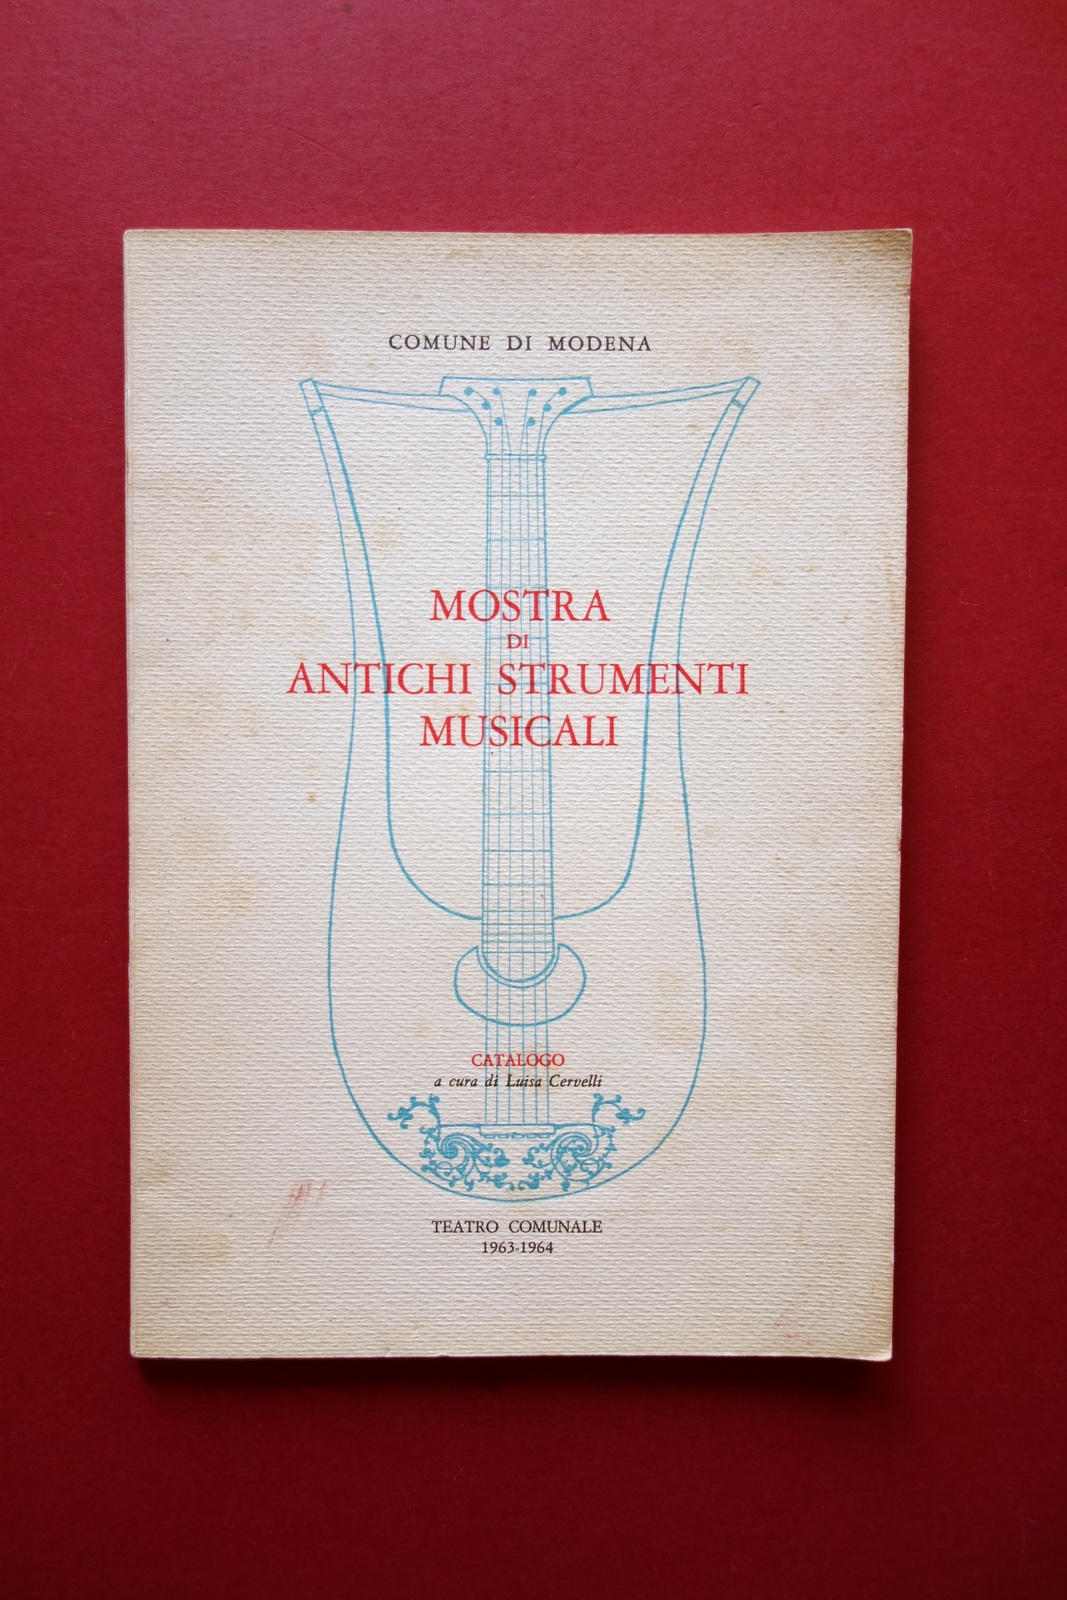 COMUNE DI MODENA
MOSTRA
DI
ANTICHI STRUMENTI
MUSICALI
CATALOGO
a cura di Luisa Cervelli
TEATRO COMUNALE
1963-1964